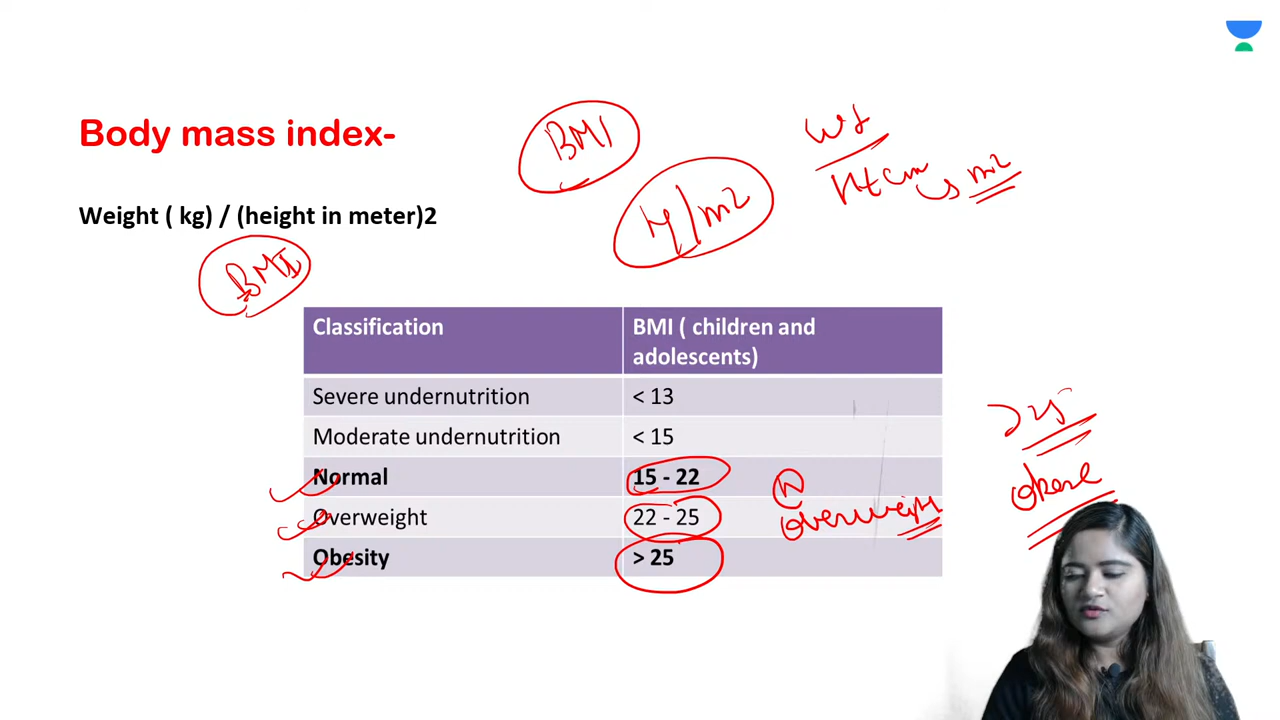 Body mass index-
BMI
wt
Ht cm
m2
Weight ( kg) / (height in meter)2
/m2
BMI
Classification
BMI ( children and
adolescents)
Severe undernutrition
< 13
Moderate undernutrition
< 15
>25
Normal
15 - 22
N
obese
Overweight
22 - 25
overweight
Obesity
> 25